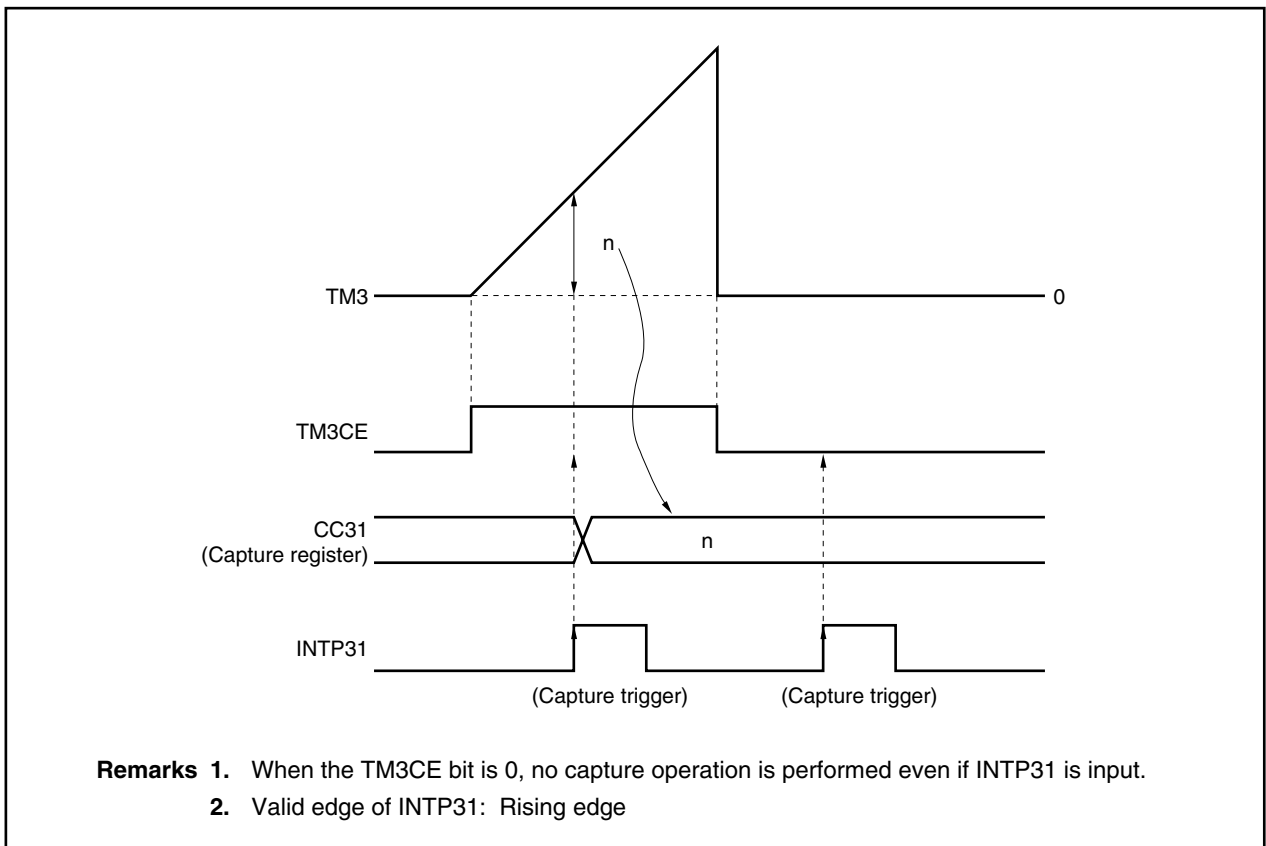 n
TM3
0
TM3CE
CC31
(Capture register)
n
INTP31
(Capture trigger) (Capture trigger)
Remarks 1. When the TM3CE bit is 0, no capture operation is performed even if INTP31 is input.
2. Valid edge of INTP31: Rising edge